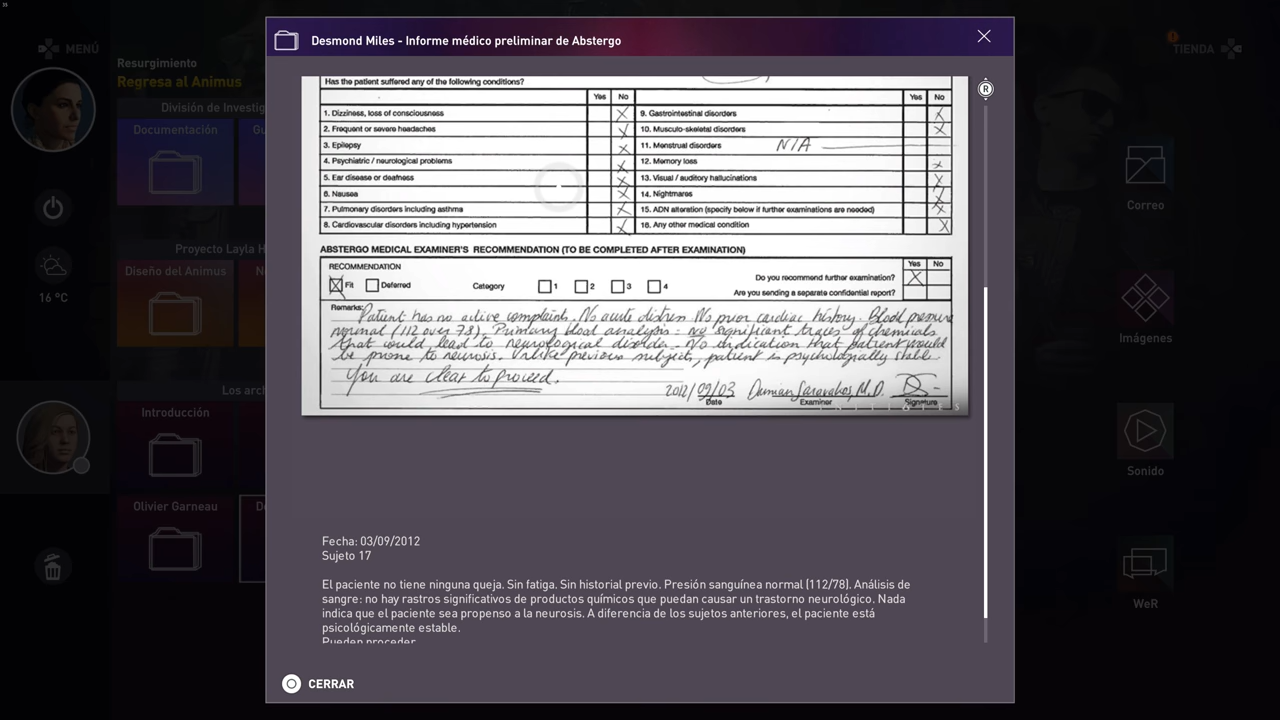 35
MENÚ
TIENDA
Resurgimiento
Regresa al Animus
División de Investig
Documentación
Gu
16 °C
Proyecto Layla H
Diseño del Animus
N
Los arch
Introducción
Olivier Garneau
De
Correo
Imágenes
Sonido
WeR
Desmond Miles - Informe médico preliminar de Abstergo
R
Has the patient suffered any of the following conditions?
Yes No Yes No
1. Dizziness, loss of consciousness
2. Frequent or severe headaches
3. Epilepsy
4. Psychiatric / neurological problems
5. Ear disease or deafness
6. Nausea
7. Pulmonary disorders including asthma
8. Cardiovascular disorders including hypertension
9. Gastrointestinal disorders
10. Musculo-skeletal disorders
11. Menstrual disorders N/A
12. Memory loss
13. Visual / auditory hallucinations
14. Nightmares
15. ADN alteration (specify below if further examinations are needed)
16. Any other medical condition
ABSTERGO MEDICAL EXAMINER'S RECOMMENDATION (TO BE COMPLETED AFTER EXAMINATION)
RECOMMENDATION
Fit Deferred Category 1 2 3 4
Yes No
Do you recommend further examination?
Are you sending a separate confidential report?
Remarks: Patient has no active complaints. No acute distress. No prior cardiac history. Blood pressure
normal (112 over 78). Primary blood analysis: no significant traces of chemicals
that could lead to neurological disorder. No indication that patient would
be prone to neurosis. Unlike previous subjects, patient is psychologically stable.
You are clear to proceed.
2012/09/03 Damian Saravakos, M.D.
Date Examiner Signature
Fecha: 03/09/2012
Sujeto 17
El paciente no tiene ninguna queja. Sin fatiga. Sin historial previo. Presión sanguínea normal (112/78). Análisis de
sangre: no hay rastros significativos de productos químicos que puedan causar un trastorno neurológico. Nada
indica que el paciente sea propenso a la neurosis. A diferencia de los sujetos anteriores, el paciente está
psicológicamente estable.
Pueden proceder.
CERRAR